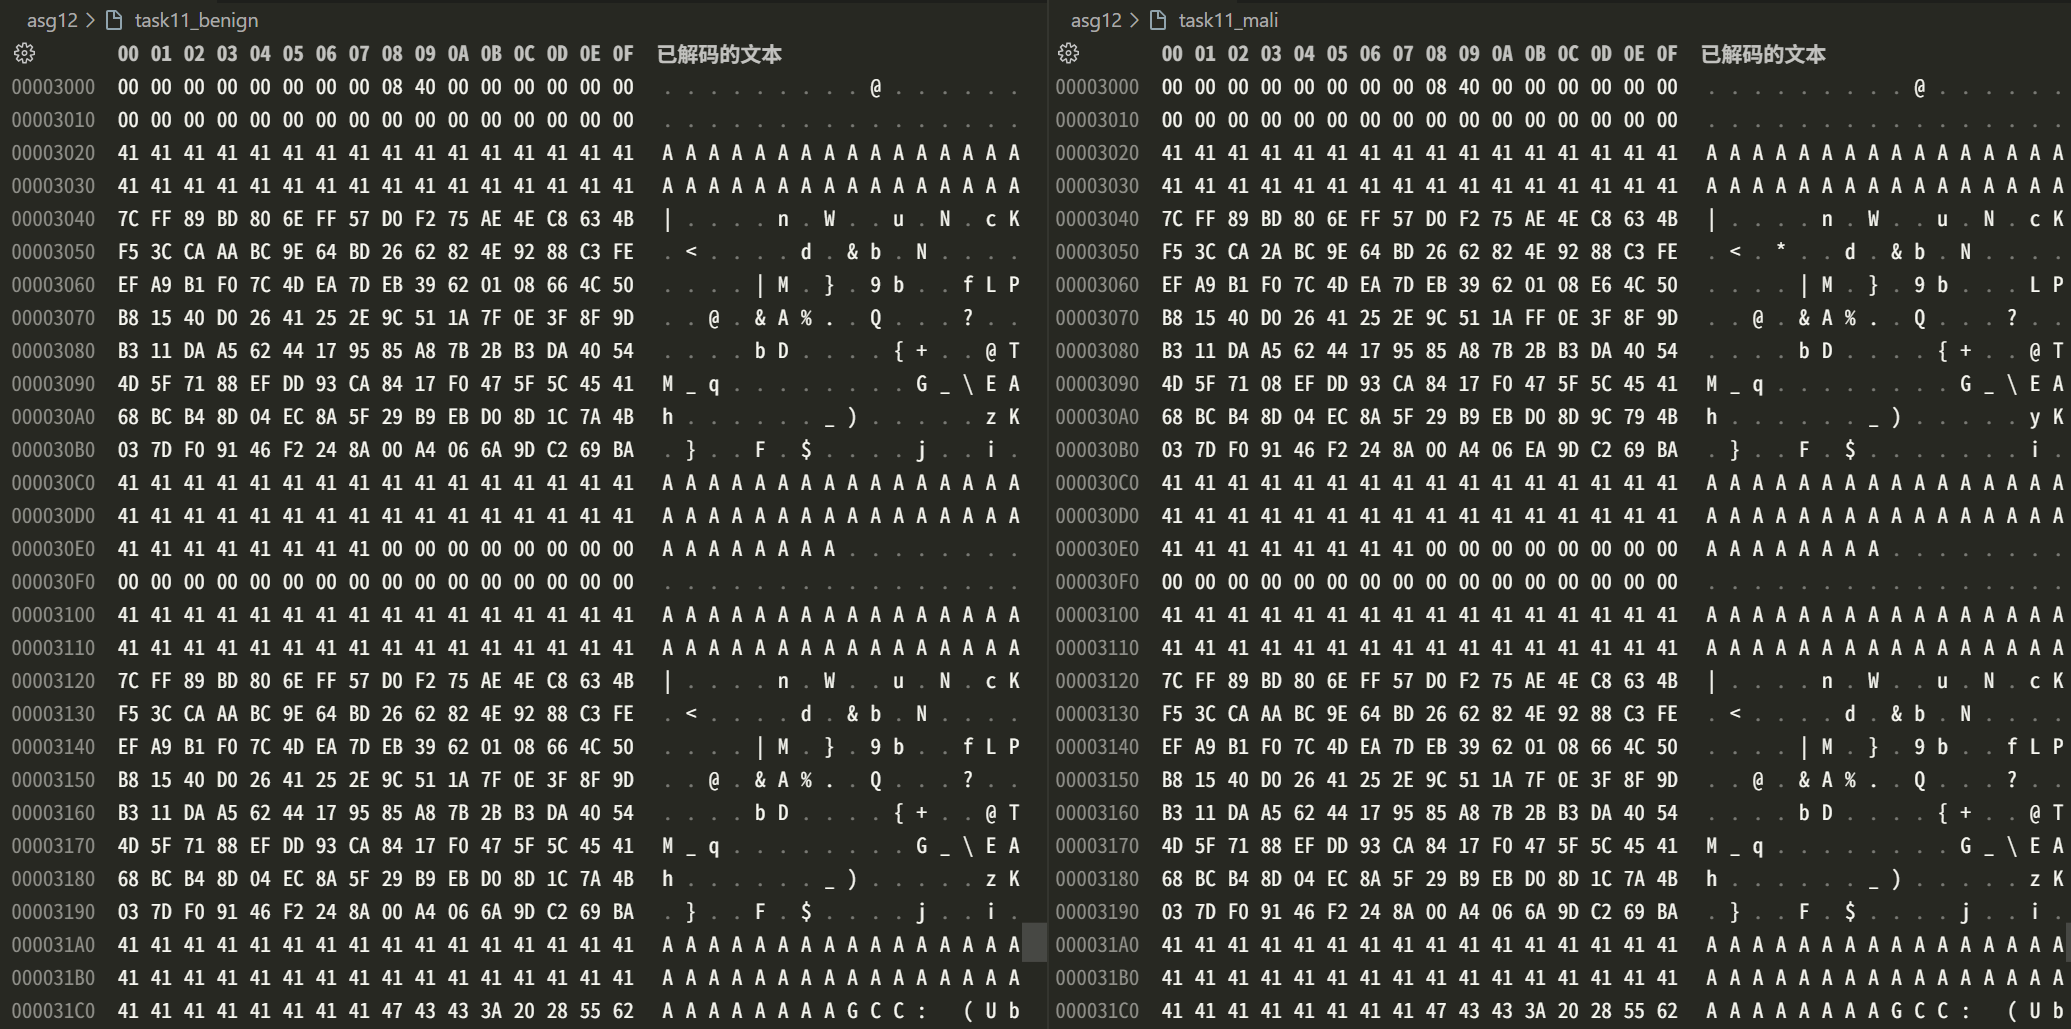 asg12 > task11_benign
00 01 02 03 04 05 06 07 08 09 0A 0B 0C 0D 0E 0F 已解码的文本
00003000 00 00 00 00 00 00 00 00 08 40 00 00 00 00 00 00 . . . . . . . . . @ . . . . . .
00003010 00 00 00 00 00 00 00 00 00 00 00 00 00 00 00 00 . . . . . . . . . . . . . . . .
00003020 41 41 41 41 41 41 41 41 41 41 41 41 41 41 41 41 A A A A A A A A A A A A A A A A
00003030 41 41 41 41 41 41 41 41 41 41 41 41 41 41 41 41 A A A A A A A A A A A A A A A A
00003040 7C FF 89 BD 80 6E FF 57 D0 F2 75 AE 4E C8 63 4B | . . . . n . W . . u . N . c K
00003050 F5 3C CA AA BC 9E 64 BD 26 62 82 4E 92 88 C3 FE . < . . . . d . & b . N . . . .
00003060 EF A9 B1 F0 7C 4D EA 7D EB 39 62 01 08 66 4C 50 . . . . | M . } . 9 b . . f L P
00003070 B8 15 40 D0 26 41 25 2E 9C 51 1A 7F 0E 3F 8F 9D . . @ . & A % . . Q . . . ? . .
00003080 B3 11 DA A5 62 44 17 95 85 A8 7B 2B B3 DA 40 54 . . . . b D . . . . { + . . @ T
00003090 4D 5F 71 88 EF DD 93 CA 84 17 F0 47 5F 5C 45 41 M _ q . . . . . . . . G _ \ E A
000030A0 68 BC B4 8D 04 EC 8A 5F 29 B9 EB D0 8D 1C 7A 4B h . . . . . . _ ) . . . . . z K
000030B0 03 7D F0 91 46 F2 24 8A 00 A4 06 6A 9D C2 69 BA . } . . F . $ . . . . j . . i .
000030C0 41 41 41 41 41 41 41 41 41 41 41 41 41 41 41 41 A A A A A A A A A A A A A A A A
000030D0 41 41 41 41 41 41 41 41 41 41 41 41 41 41 41 41 A A A A A A A A A A A A A A A A
000030E0 41 41 41 41 41 41 41 41 00 00 00 00 00 00 00 00 A A A A A A A A . . . . . . . .
000030F0 00 00 00 00 00 00 00 00 00 00 00 00 00 00 00 00 . . . . . . . . . . . . . . . .
00003100 41 41 41 41 41 41 41 41 41 41 41 41 41 41 41 41 A A A A A A A A A A A A A A A A
00003110 41 41 41 41 41 41 41 41 41 41 41 41 41 41 41 41 A A A A A A A A A A A A A A A A
00003120 7C FF 89 BD 80 6E FF 57 D0 F2 75 AE 4E C8 63 4B | . . . . n . W . . u . N . c K
00003130 F5 3C CA AA BC 9E 64 BD 26 62 82 4E 92 88 C3 FE . < . . . . d . & b . N . . . .
00003140 EF A9 B1 F0 7C 4D EA 7D EB 39 62 01 08 66 4C 50 . . . . | M . } . 9 b . . f L P
00003150 B8 15 40 D0 26 41 25 2E 9C 51 1A 7F 0E 3F 8F 9D . . @ . & A % . . Q . . . ? . .
00003160 B3 11 DA A5 62 44 17 95 85 A8 7B 2B B3 DA 40 54 . . . . b D . . . . { + . . @ T
00003170 4D 5F 71 88 EF DD 93 CA 84 17 F0 47 5F 5C 45 41 M _ q . . . . . . . . G _ \ E A
00003180 68 BC B4 8D 04 EC 8A 5F 29 B9 EB D0 8D 1C 7A 4B h . . . . . . _ ) . . . . . z K
00003190 03 7D F0 91 46 F2 24 8A 00 A4 06 6A 9D C2 69 BA . } . . F . $ . . . . j . . i .
000031A0 41 41 41 41 41 41 41 41 41 41 41 41 41 41 41 41 A A A A A A A A A A A A A A A A
000031B0 41 41 41 41 41 41 41 41 41 41 41 41 41 41 41 41 A A A A A A A A A A A A A A A A
000031C0 41 41 41 41 41 41 41 41 47 43 43 3A 20 28 55 62 A A A A A A A A G C C : ( U b
asg12 > task11_mali
00 01 02 03 04 05 06 07 08 09 0A 0B 0C 0D 0E 0F 已解码的文本
00003000 00 00 00 00 00 00 00 00 08 40 00 00 00 00 00 00 . . . . . . . . . @ . . . . . .
00003010 00 00 00 00 00 00 00 00 00 00 00 00 00 00 00 00 . . . . . . . . . . . . . . . .
00003020 41 41 41 41 41 41 41 41 41 41 41 41 41 41 41 41 A A A A A A A A A A A A A A A A
00003030 41 41 41 41 41 41 41 41 41 41 41 41 41 41 41 41 A A A A A A A A A A A A A A A A
00003040 7C FF 89 BD 80 6E FF 57 D0 F2 75 AE 4E C8 63 4B | . . . . n . W . . u . N . c K
00003050 F5 3C CA 2A BC 9E 64 BD 26 62 82 4E 92 88 C3 FE . < . * . . d . & b . N . . . .
00003060 EF A9 B1 F0 7C 4D EA 7D EB 39 62 01 08 E6 4C 50 . . . . | M . } . 9 b . . . L P
00003070 B8 15 40 D0 26 41 25 2E 9C 51 1A FF 0E 3F 8F 9D . . @ . & A % . . Q . . . ? . .
00003080 B3 11 DA A5 62 44 17 95 85 A8 7B 2B B3 DA 40 54 . . . . b D . . . . { + . . @ T
00003090 4D 5F 71 08 EF DD 93 CA 84 17 F0 47 5F 5C 45 41 M _ q . . . . . . . . G _ \ E A
000030A0 68 BC B4 8D 04 EC 8A 5F 29 B9 EB D0 8D 9C 79 4B h . . . . . . _ ) . . . . . y K
000030B0 03 7D F0 91 46 F2 24 8A 00 A4 06 EA 9D C2 69 BA . } . . F . $ . . . . . . . i .
000030C0 41 41 41 41 41 41 41 41 41 41 41 41 41 41 41 41 A A A A A A A A A A A A A A A A
000030D0 41 41 41 41 41 41 41 41 41 41 41 41 41 41 41 41 A A A A A A A A A A A A A A A A
000030E0 41 41 41 41 41 41 41 41 00 00 00 00 00 00 00 00 A A A A A A A A . . . . . . . .
000030F0 00 00 00 00 00 00 00 00 00 00 00 00 00 00 00 00 . . . . . . . . . . . . . . . .
00003100 41 41 41 41 41 41 41 41 41 41 41 41 41 41 41 41 A A A A A A A A A A A A A A A A
00003110 41 41 41 41 41 41 41 41 41 41 41 41 41 41 41 41 A A A A A A A A A A A A A A A A
00003120 7C FF 89 BD 80 6E FF 57 D0 F2 75 AE 4E C8 63 4B | . . . . n . W . . u . N . c K
00003130 F5 3C CA AA BC 9E 64 BD 26 62 82 4E 92 88 C3 FE . < . . . . d . & b . N . . . .
00003140 EF A9 B1 F0 7C 4D EA 7D EB 39 62 01 08 66 4C 50 . . . . | M . } . 9 b . . f L P
00003150 B8 15 40 D0 26 41 25 2E 9C 51 1A 7F 0E 3F 8F 9D . . @ . & A % . . Q . . . ? . .
00003160 B3 11 DA A5 62 44 17 95 85 A8 7B 2B B3 DA 40 54 . . . . b D . . . . { + . . @ T
00003170 4D 5F 71 88 EF DD 93 CA 84 17 F0 47 5F 5C 45 41 M _ q . . . . . . . . G _ \ E A
00003180 68 BC B4 8D 04 EC 8A 5F 29 B9 EB D0 8D 1C 7A 4B h . . . . . . _ ) . . . . . z K
00003190 03 7D F0 91 46 F2 24 8A 00 A4 06 6A 9D C2 69 BA . } . . F . $ . . . . j . . i .
000031A0 41 41 41 41 41 41 41 41 41 41 41 41 41 41 41 41 A A A A A A A A A A A A A A A A
000031B0 41 41 41 41 41 41 41 41 41 41 41 41 41 41 41 41 A A A A A A A A A A A A A A A A
000031C0 41 41 41 41 41 41 41 41 47 43 43 3A 20 28 55 62 A A A A A A A A G C C : ( U b